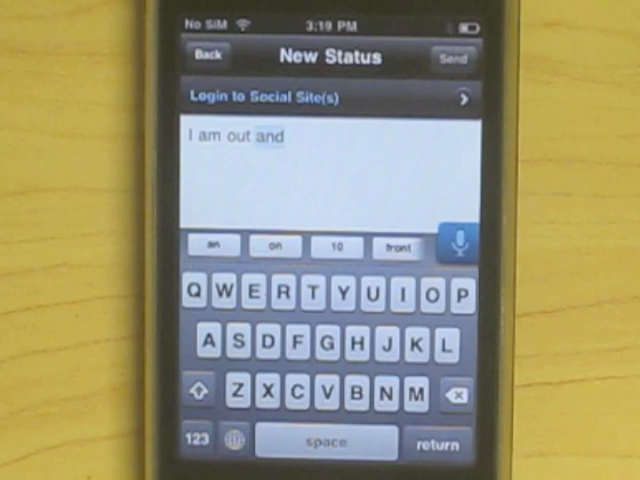 No SIM 3:19 PM
Back New Status Send
Login to Social Site(s)
I am out and
an on 10 front
Q W E R T Y U I O P
A S D F G H J K L
Z X C V B N M
123 space return